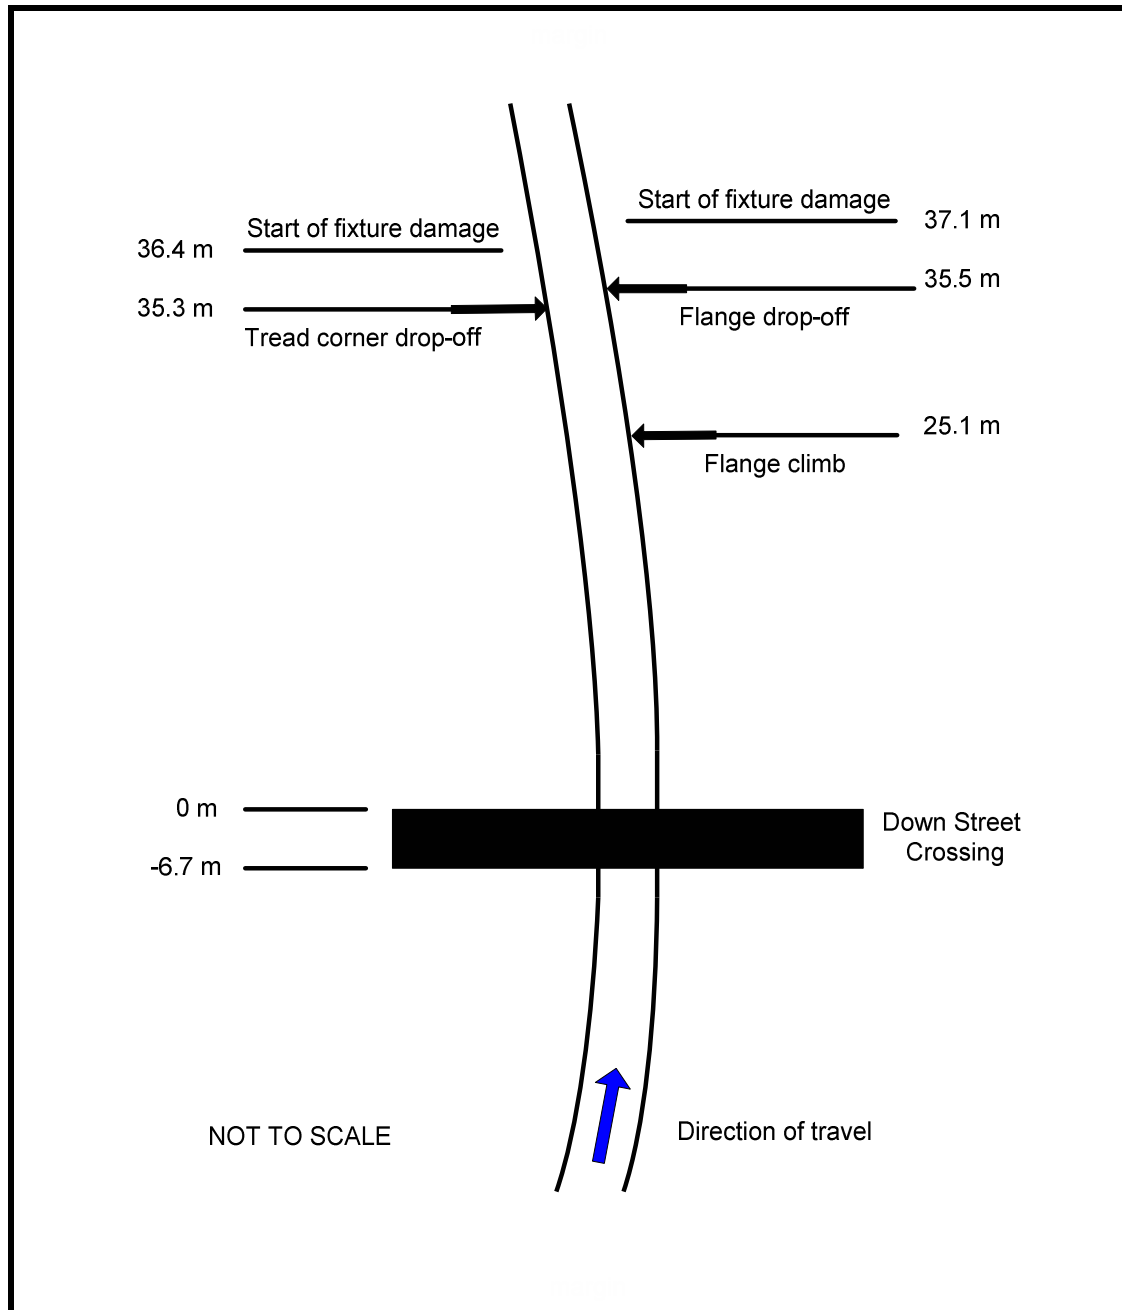 Start of fixture damage
37.1 m
Start of fixture damage
36.4 m
35.5 m
35.3 m
Flange drop-off
Tread corner drop-off
25.1 m
Flange climb
0 m
Down Street
Crossing
-6.7 m
NOT TO SCALE
Direction of travel